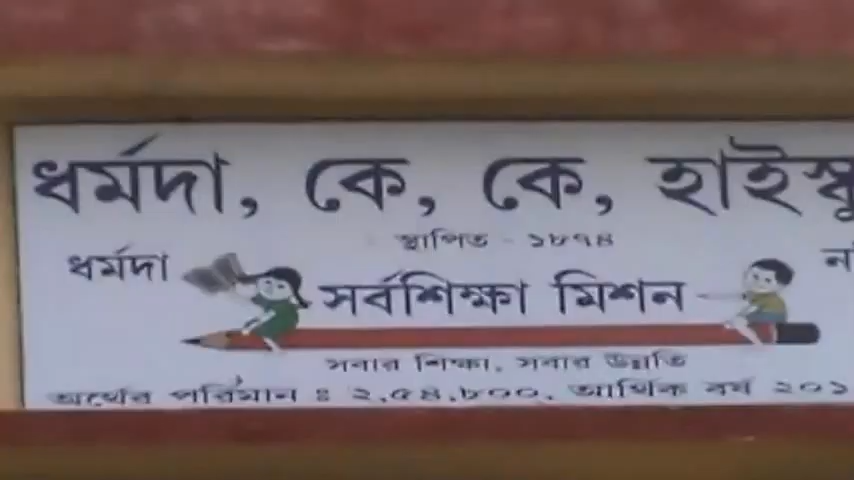 ধর্মদা, কে, কে, হাইস্কু
স্থাপিত - ১৮৭৪
ধর্মদা
সর্বশিক্ষা মিশন
সবার শিক্ষা, সবার উন্নতি
অর্থের পরিমান ঃ ২,৫৪,৮০০, আর্থিক বর্ষ ২০১